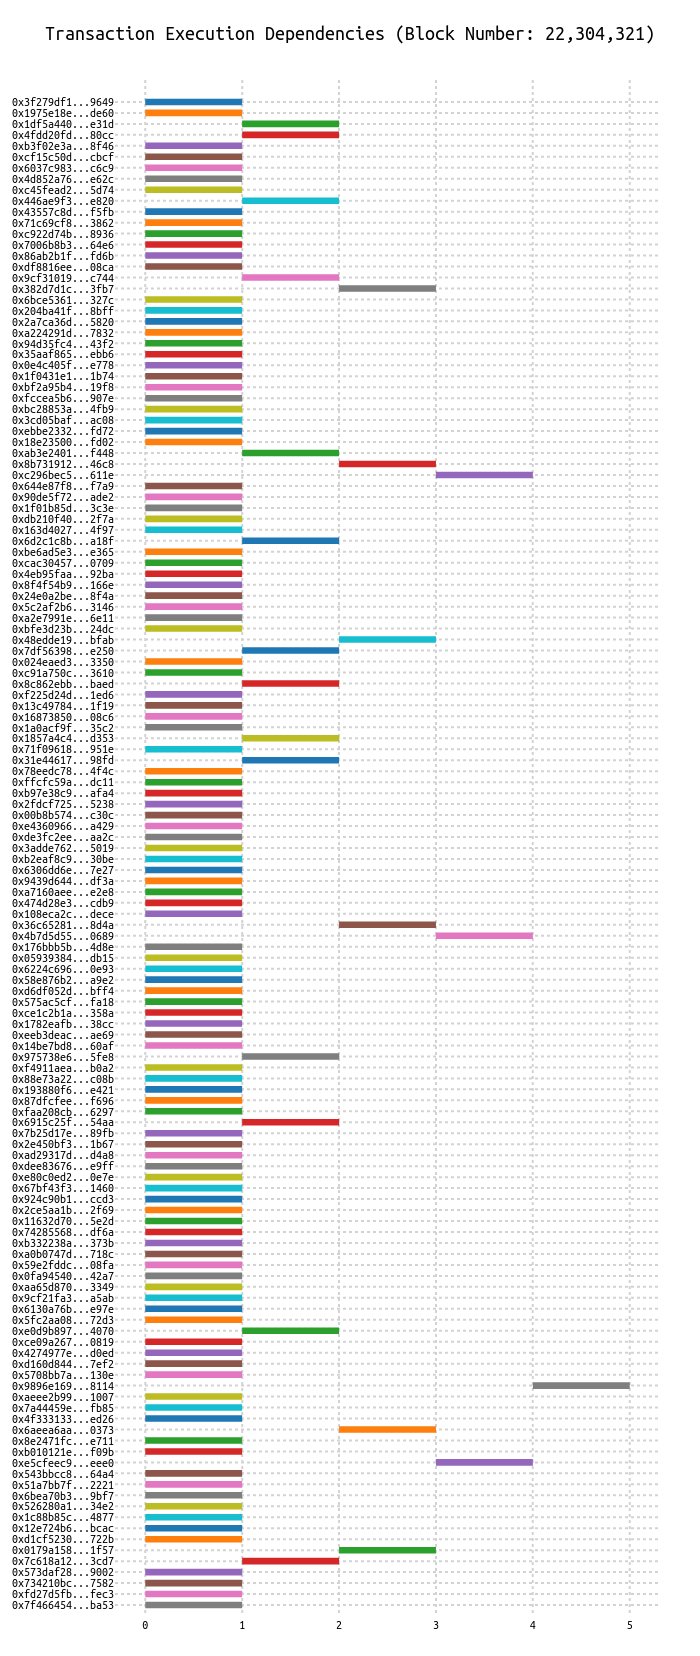 Transaction Execution Dependencies (Block Number: 22,304,321)
0x3f279df1...9649
0x1975e18e...de60
0x1df5a440...e31d
0x4fdd20fd...80cc
0xb3f02e3a...8f46
0xcf15c50d...cbcf
0x6037c983...c6c9
0x4d852a76...e62c
0xc45fead2...5d74
0x446ae9f3...e820
0x43557c8d...f5fb
0x71c69cf8...3862
0xc922d74b...8936
0x7006b8b3...64e6
0x86ab2b1f...fd6b
0xdf8816ee...08ca
0x9cf31019...c744
0x382d7d1c...3fb7
0x6bce5361...327c
0x204ba41f...8bff
0x2a7ca36d...5820
0xa224291d...7832
0x94d35fc4...43f2
0x35aaf865...ebb6
0x0e4c405f...e778
0x1f0431e1...1b74
0xbf2a95b4...19f8
0xfccea5b6...907e
0xbc28853a...4fb9
0x3cd05baf...ac08
0xebbe2332...fd72
0x18e23500...fd02
0xab3e2401...f448
0x8b731912...46c8
0xc296bec5...611e
0x644e87f8...f7a9
0x90de5f72...ade2
0x1f01b85d...3c3e
0xdb210f40...2f7a
0x163d4027...4f97
0x6d2c1c8b...a18f
0xbe6ad5e3...e365
0xcac30457...0709
0x4eb95faa...92ba
0x8f4f54b9...166e
0x24e0a2be...8f4a
0x5c2af2b6...3146
0xa2e7991e...6e11
0xbfe3d23b...24dc
0x48edde19...bfab
0x7df56398...e250
0x024eaed3...3350
0xc91a750c...3610
0x8c862ebb...baed
0xf225d24d...1ed6
0x13c49784...1f19
0x16873850...08c6
0x1a0acf9f...35c2
0x1857a4c4...d353
0x71f09618...951e
0x31e44617...98fd
0x78eedc78...4f4c
0xffcfc59a...dc11
0xb97e38c9...afa4
0x2fdcf725...5238
0x00b8b574...c30c
0xe4360966...a429
0xde3fc2ee...aa2c
0x3adde762...5019
0xb2eaf8c9...30be
0x6306dd6e...7e27
0x9439d644...df3a
0xa7160aee...e2e8
0x474d28e3...cdb9
0x108eca2c...dece
0x36c65281...8d4a
0x4b7d5d55...0689
0x176bbb5b...4d8e
0x05939384...db15
0x6224c696...0e93
0x58e876b2...a9e2
0xd6df052d...bff4
0x575ac5cf...fa18
0xce1c2b1a...358a
0x1782eafb...38cc
0xeeb3deac...ae69
0x14be7bd8...60af
0x975738e6...5fe8
0xf4911aea...b0a2
0x88e73a22...c08b
0x193880f6...e421
0x87dfcfee...f696
0xfaa208cb...6297
0x6915c25f...54aa
0x7b25d17e...89fb
0x2e450bf3...1b67
0xad29317d...d4a8
0xdee83676...e9ff
0xe80c0ed2...0e7e
0x67bf43f3...1460
0x924c90b1...ccd3
0x2ce5aa1b...2f69
0x11632d70...5e2d
0x74285568...df6a
0xb332238a...373b
0xa0b0747d...718c
0x59e2fddc...08fa
0x0fa94540...42a7
0xaa65d870...3349
0x9cf21fa3...a5ab
0x6130a76b...e97e
0x5fc2aa08...72d3
0xe0d9b897...4070
0xce09a267...0819
0x4274977e...d0ed
0xd160d844...7ef2
0x5708bb7a...130e
0x9896e169...8114
0xaeee2b99...1007
0x7a44459e...fb85
0x4f333133...ed26
0x6aeea6aa...0373
0x8e2471fc...e711
0xb010121e...f09b
0xe5cfeec9...eee0
0x543bbcc8...64a4
0x51a7bb7f...2221
0x6bea70b3...9bf7
0x526280a1...34e2
0x1c88b85c...4877
0x12e724b6...bcac
0xd1cf5230...722b
0x0179a158...1f57
0x7c618a12...3cd7
0x573daf28...9002
0x734210bc...7582
0xfd27d5fb...fec3
0x7f466454...ba53
0 1 2 3 4 5